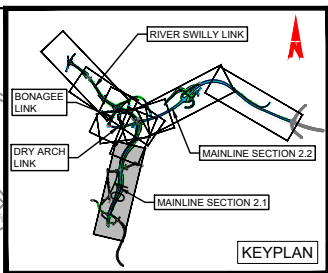 RIVER SWILLY LINK
BONAGEE
LINK
DRY ARCH
LINK
MAINLINE SECTION 2.2
MAINLINE SECTION 2.1
KEYPLAN